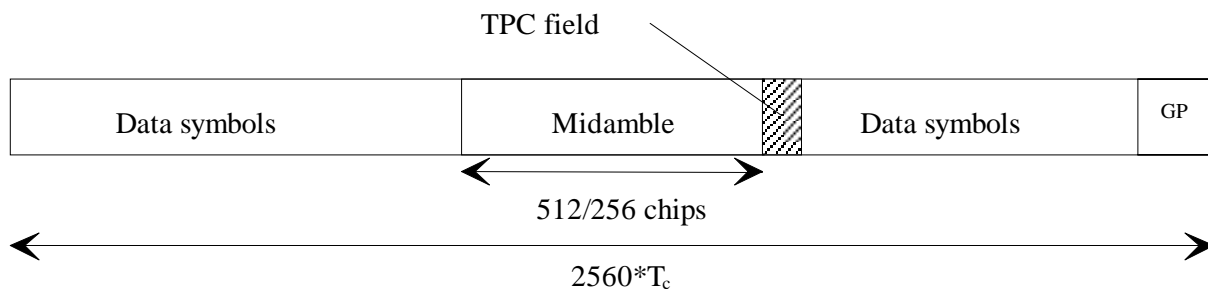 TPC field
Data symbols
Midamble
Data symbols
GP
512/256 chips
2560*Tc